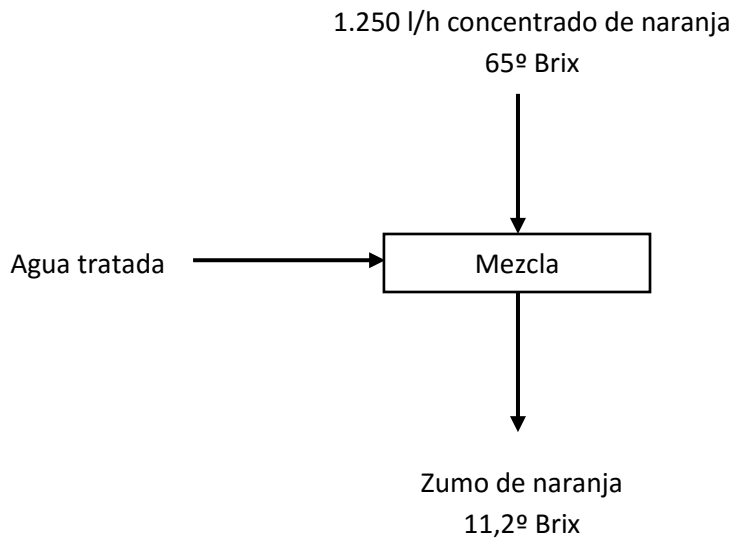 1.250 l/h concentrado de naranja
65º Brix
Agua tratada
Mezcla
Zumo de naranja
11,2º Brix